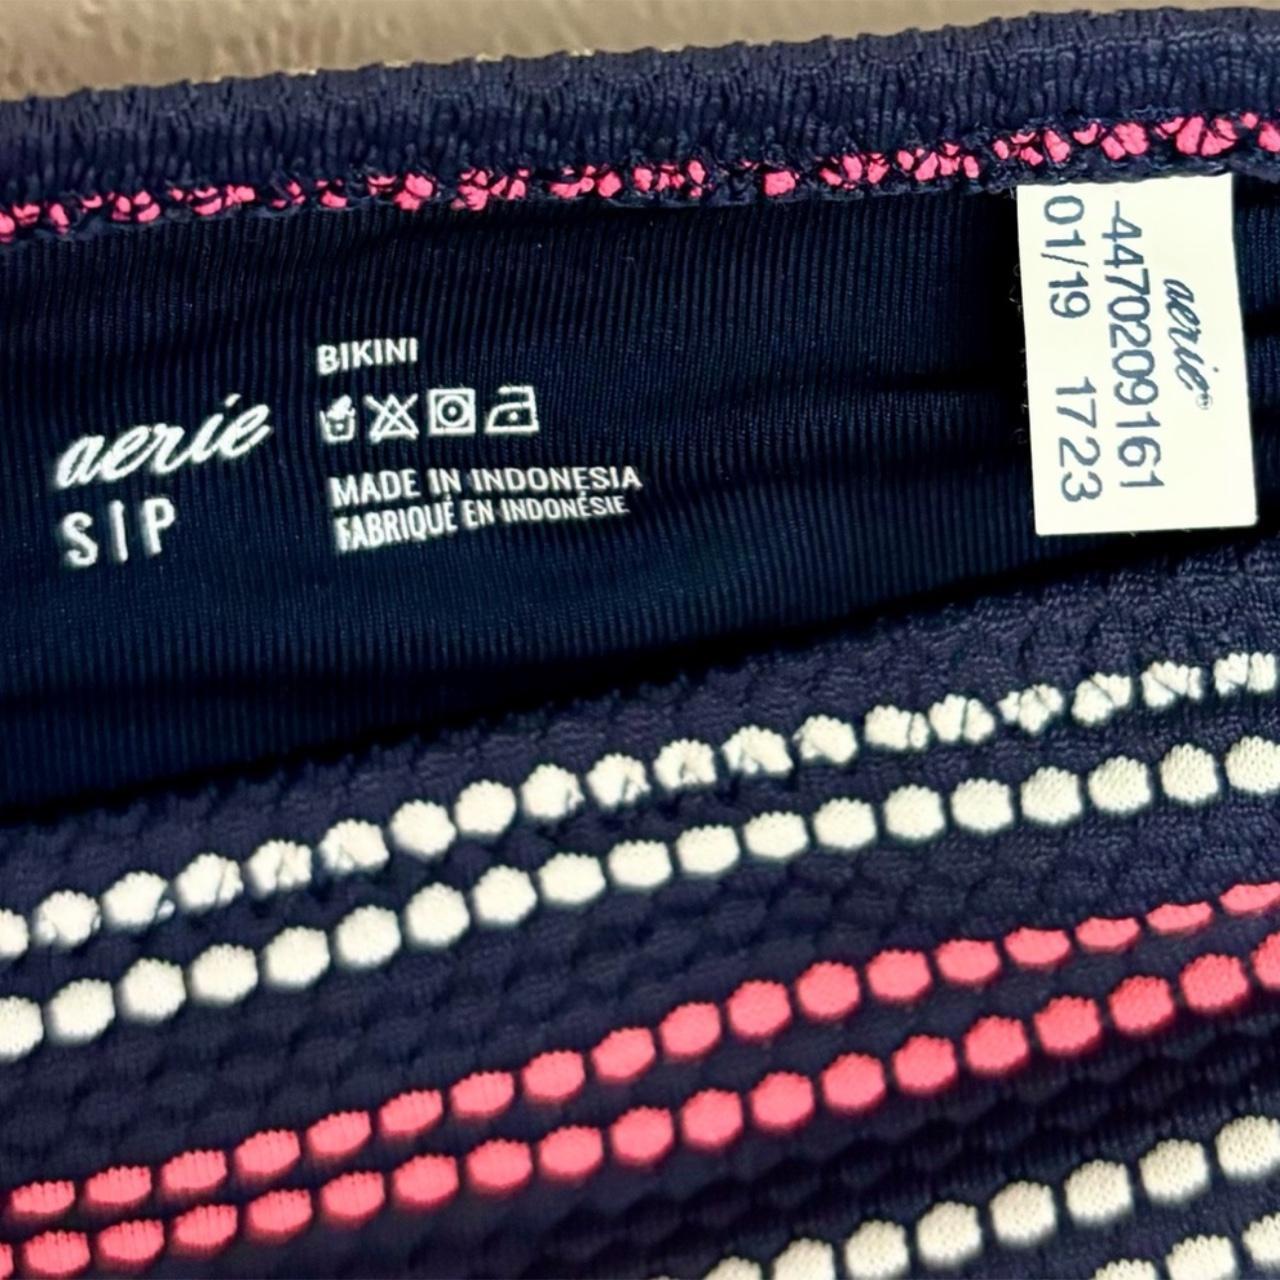 BIKINI
aerie
S|P
MADE IN INDONESIA
FABRIQUÉ EN INDONÉSIE
aerie®
4470209161
01/19 1723